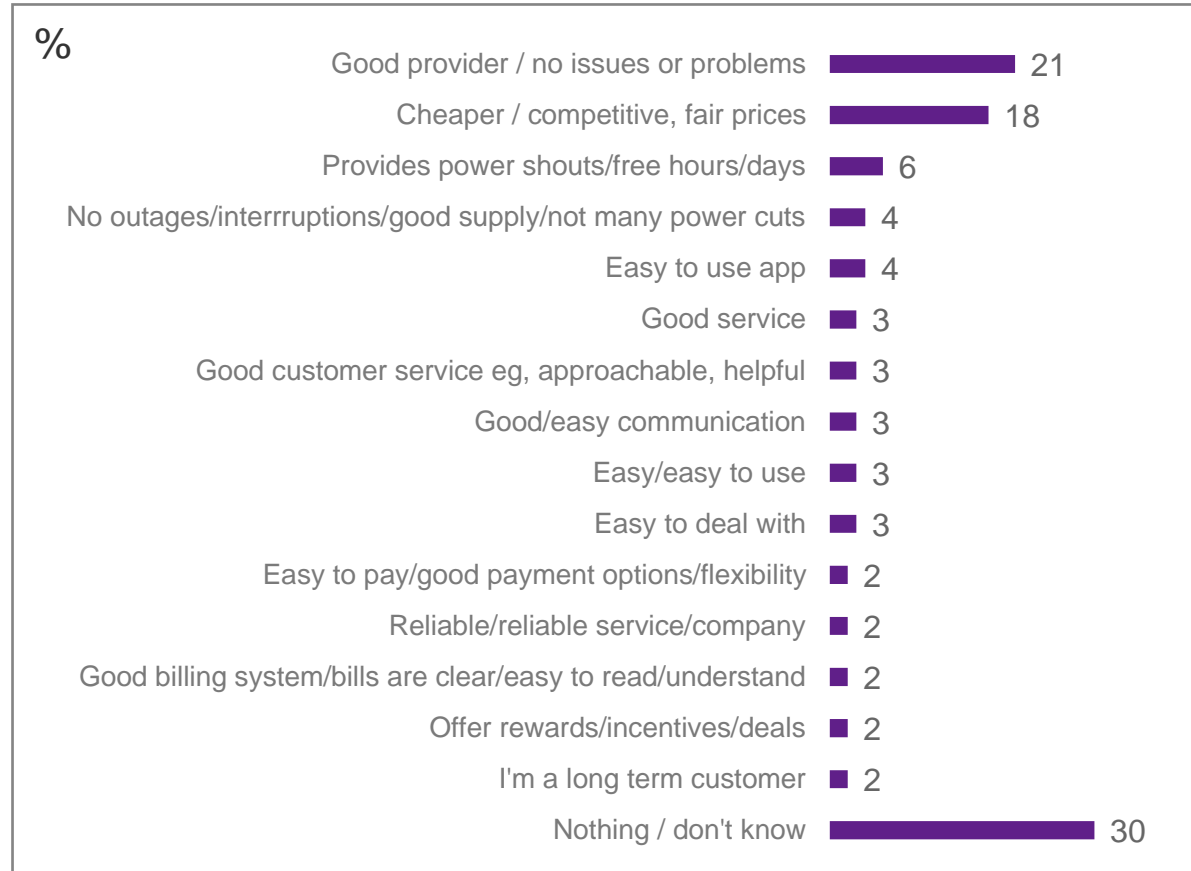 %
Good provider / no issues or problems 21
Cheaper / competitive, fair prices 18
Provides power shouts/free hours/days 6
No outages/interrruptions/good supply/not many power cuts 4
Easy to use app 4
Good service 3
Good customer service eg, approachable, helpful 3
Good/easy communication 3
Easy/easy to use 3
Easy to deal with 3
Easy to pay/good payment options/flexibility 2
Reliable/reliable service/company 2
Good billing system/bills are clear/easy to read/understand 2
Offer rewards/incentives/deals 2
I'm a long term customer 2
Nothing / don't know 30